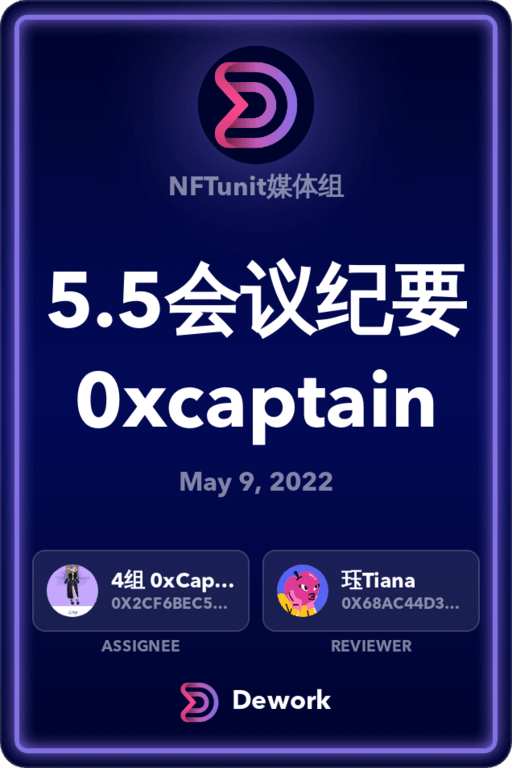 NFTunit媒体组
5.5会议纪要
0xcaptain
May 9, 2022
4组 0xCap...
0X2CF6BEC5...
ASSIGNEE
珏Tiana
0X68AC44D3...
REVIEWER
Dework